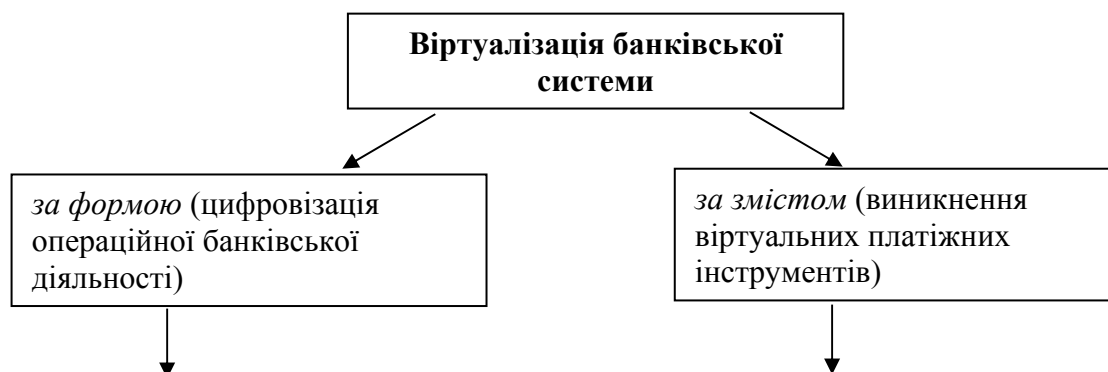 Віртуалізація банківської
системи
за формою (цифровізація
операційної банківської
діяльності)
за змістом (виникнення
віртуальних платіжних
інструментів)